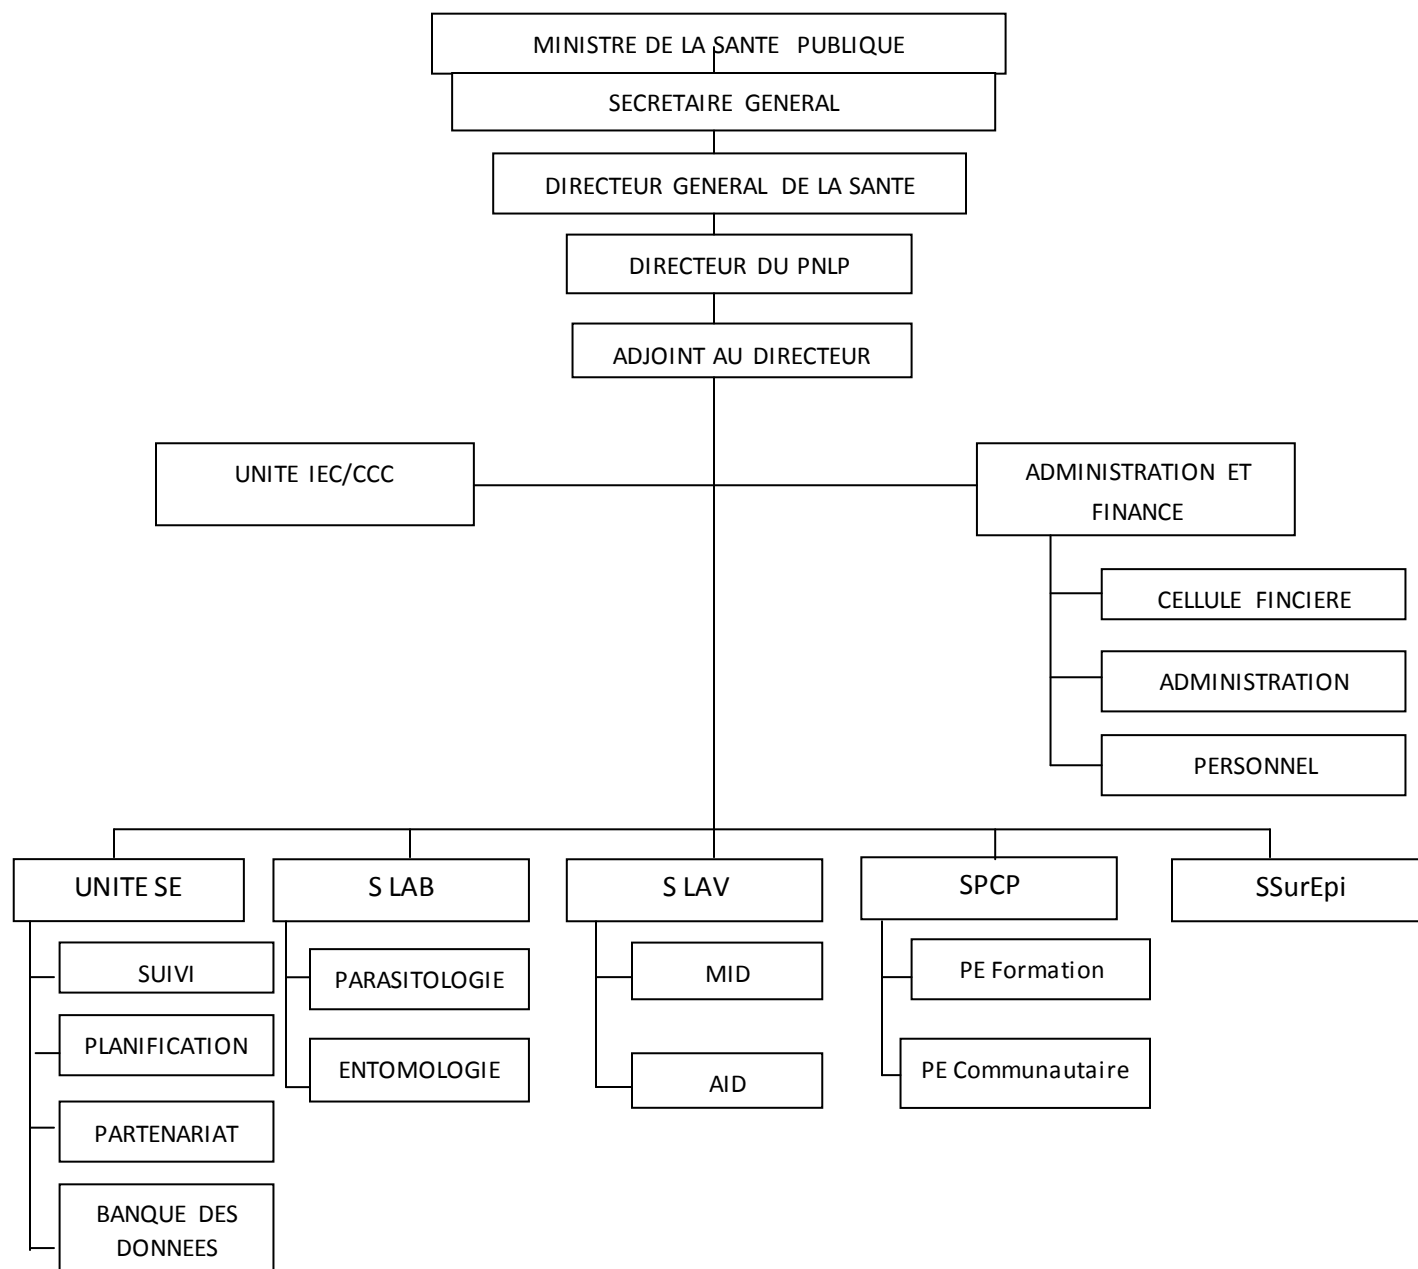 MINISTRE DE LA SANTE PUBLIQUE
SECRETAIRE GENERAL
DIRECTEUR GENERAL DE LA SANTE
DIRECTEUR DU PNLP
ADJOINT AU DIRECTEUR
UNITE IEC/CCC
ADMINISTRATION ET
FINANCE
CELLULE FINCIERE
ADMINISTRATION
PERSONNEL
UNITE SE
S LAB
S LAV
SPCP
SSurEpi
SUIVI
PLANIFICATION
PARTENARIAT
BANQUE DES
DONNEES
PARASITOLOGIE
ENTOMOLOGIE
MID
AID
PE Formation
PE Communautaire